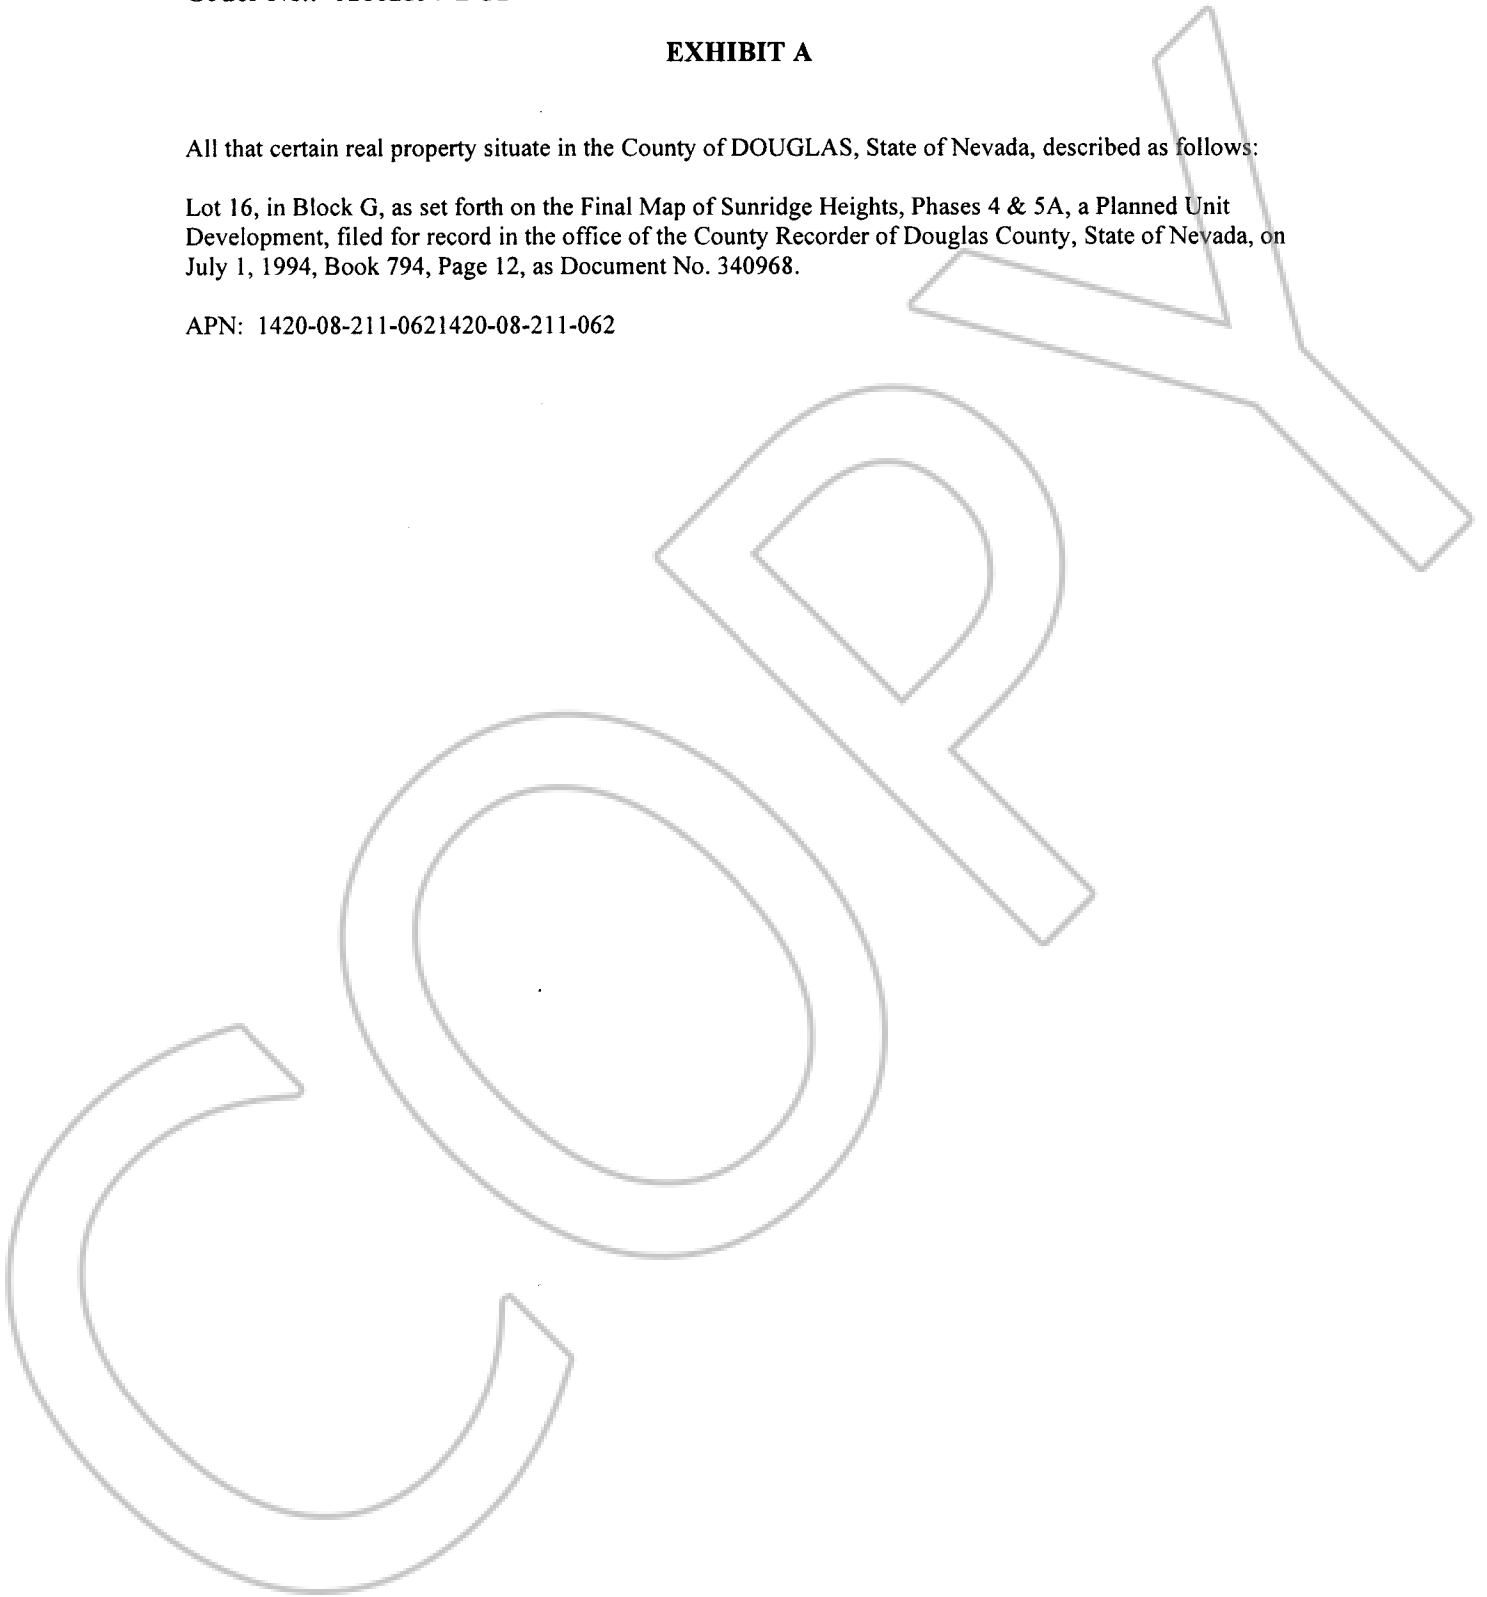 EXHIBIT A
All that certain real property situate in the County of DOUGLAS, State of Nevada, described as follows:
Lot 16, in Block G, as set forth on the Final Map of Sunridge Heights, Phases 4 & 5A, a Planned Unit
Development, filed for record in the office of the County Recorder of Douglas County, State of Nevada, on
July 1, 1994, Book 794, Page 12, as Document No. 340968.
APN: 1420-08-211-0621420-08-211-062
COPY